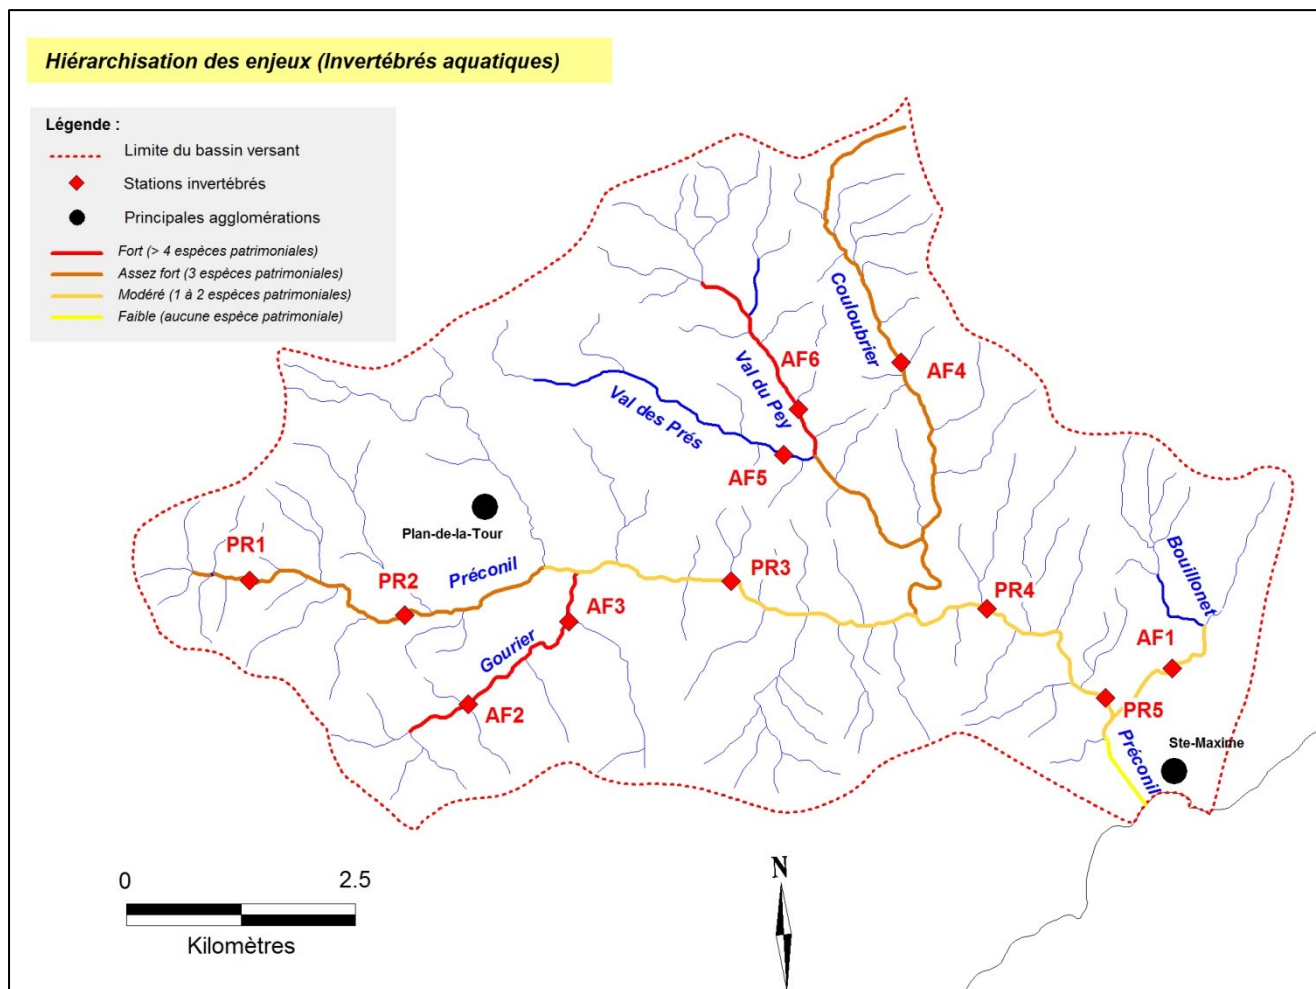 Hiérarchisation des enjeux (Invertébrés aquatiques)
Légende :
Limite du bassin versant
Stations invertébrés
Principales agglomérations
Fort (> 4 espèces patrimoniales)
Assez fort (3 espèces patrimoniales)
Modéré (1 à 2 espèces patrimoniales)
Faible (aucune espèce patrimoniale)
Couloubrier
AF6
AF4
Val du Pey
Val des Prés
AF5
Plan-de-la-Tour
PR1
PR2
Préconil
PR3
Bouillonet
PR4
AF3
Gourier
AF1
AF2
PR5
Préconil
Ste-Maxime
N
0 2.5
Kilomètres